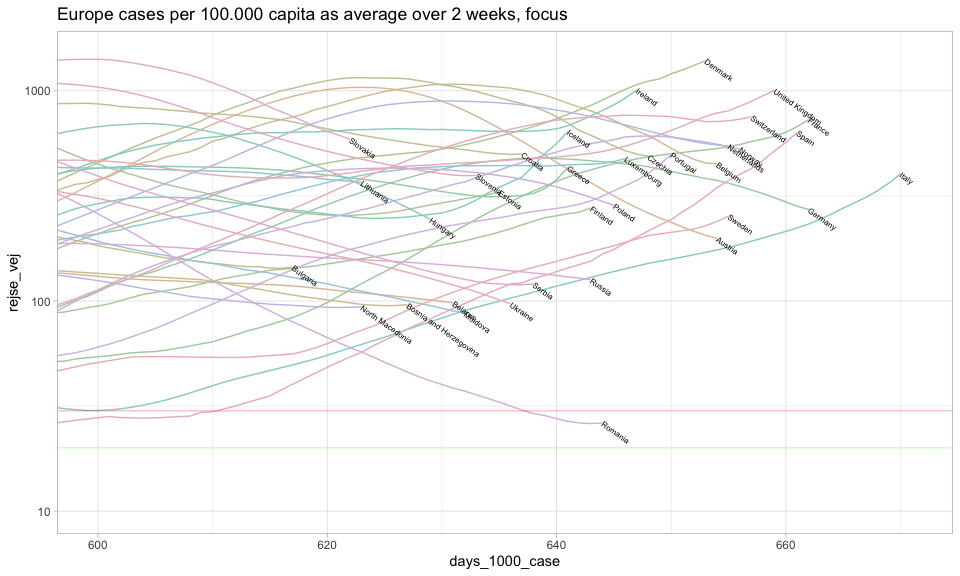 Europe cases per 100.000 capita as average over 2 weeks, focus
rejse_vej
1000
100
10
Denmark
Ireland
United Kingdom
France
Switzerland
Spain
Iceland
Slovakia
Norway
Netherlands
Croatia
Portugal
Czechia
Luxembourg
Belgium
Greece
Italy
Lithuania
Slovenia
Estonia
Hungary
Finland
Poland
Germany
Sweden
Austria
Bulgaria
Russia
Serbia
North Macedonia
Bosnia and Herzegovina
Belarus
Moldova
Ukraine
Romania
600
620
640
660
days_1000_case